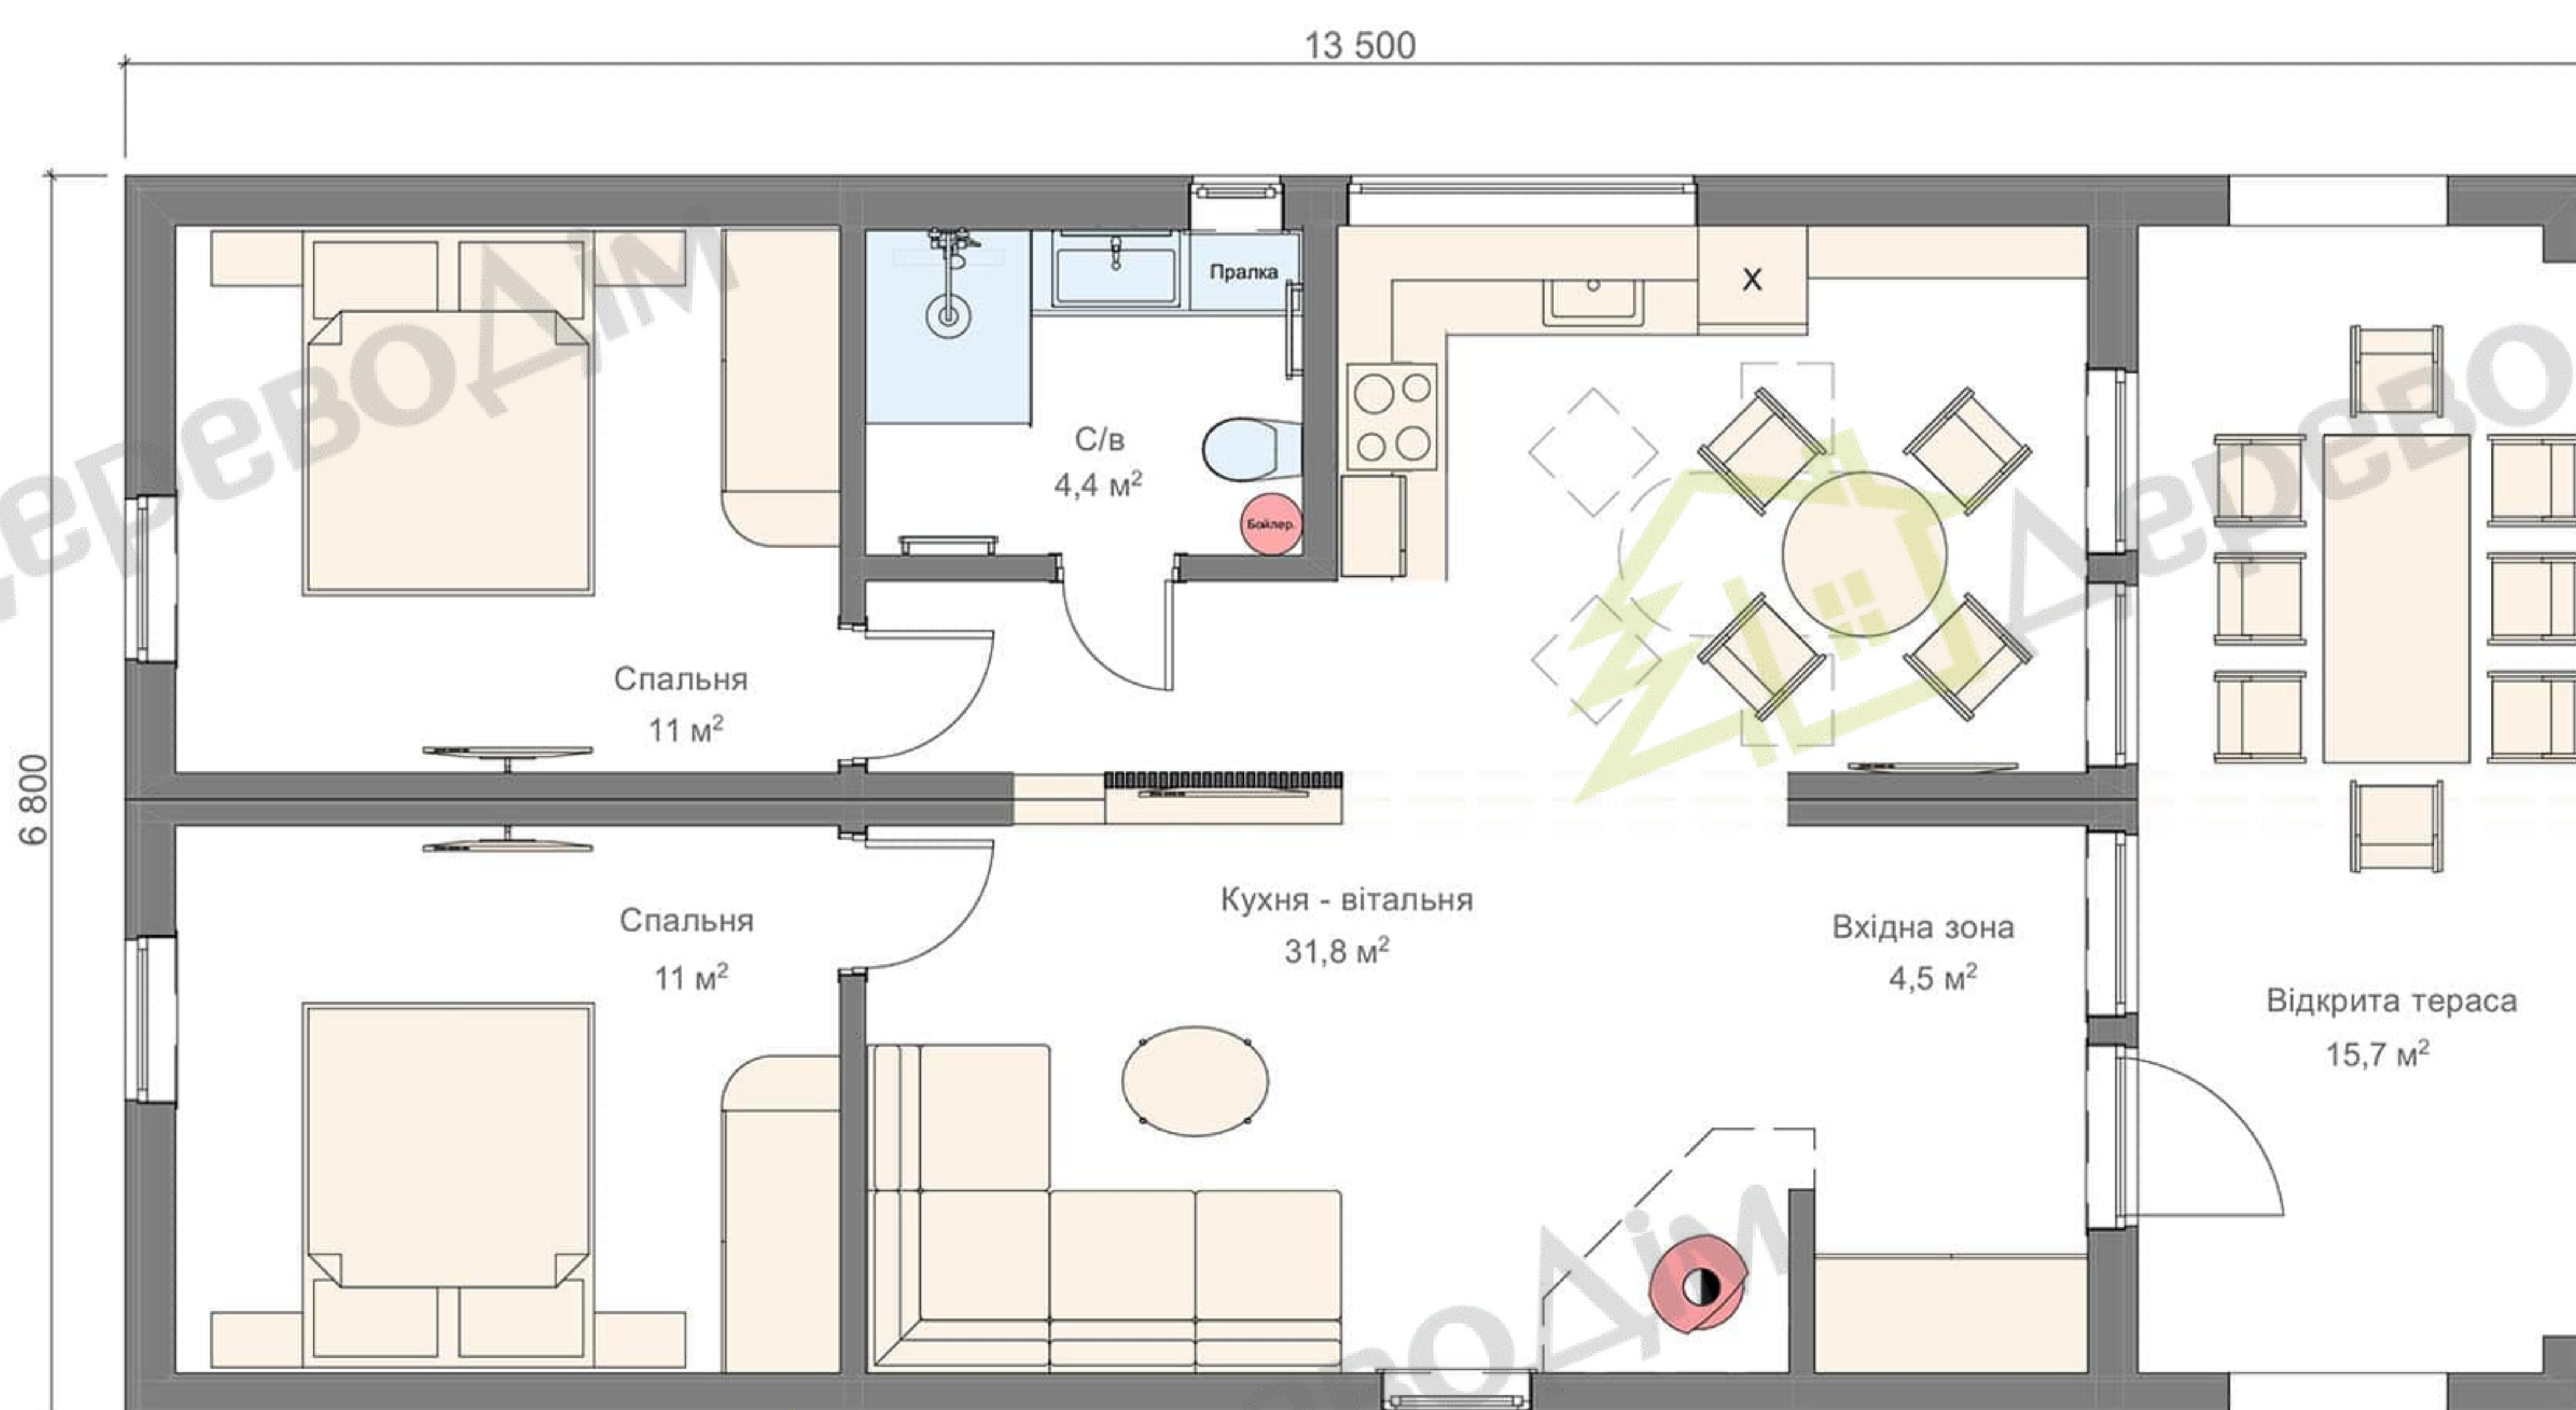 13 500
6 800
Пралка
X
С/в
4,4 м²
Бойлер.
Спальня
11 м²
Спальня
11 м²
Кухня - вітальня
31,8 м²
Вхідна зона
4,5 м²
Відкрита тераса
15,7 м²
ДеревоДім
Дерево
воДім